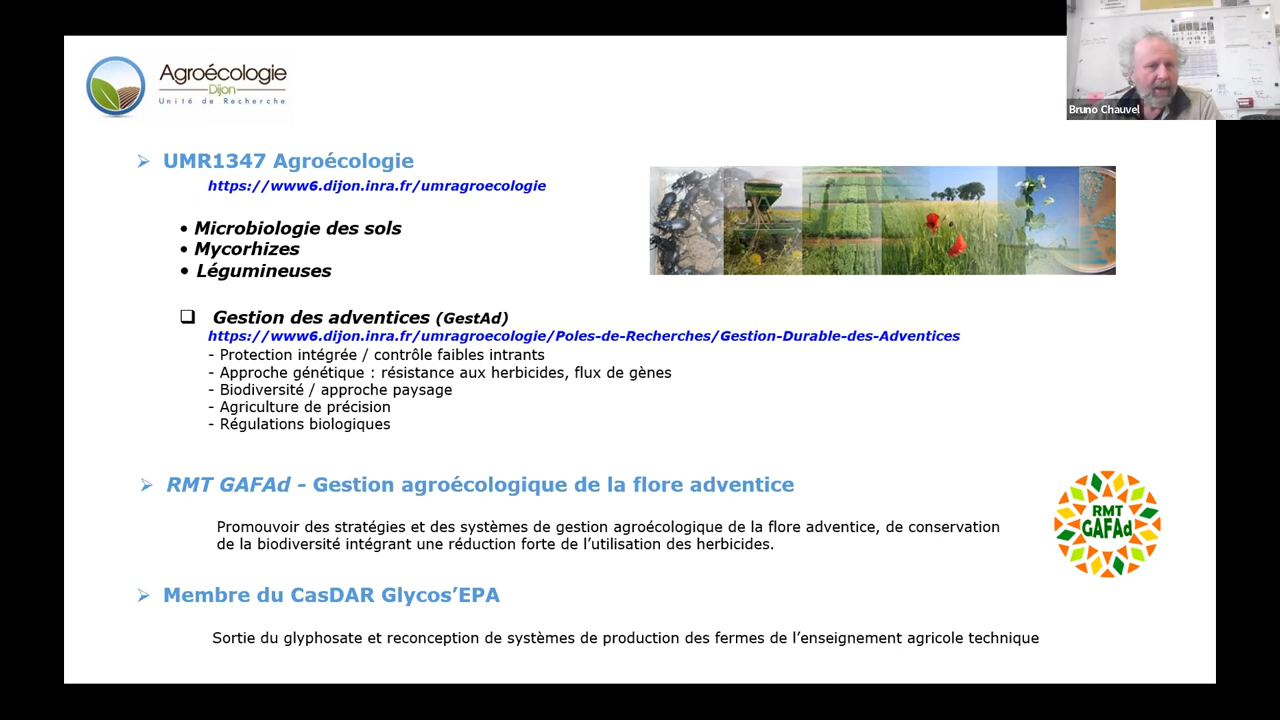 Agroécologie
Dijon
Unité de Recherche
Bruno Chauvel
➢ UMR1347 Agroécologie
https://www6.dijon.inra.fr/umragroecologie
• Microbiologie des sols
• Mycorhizes
• Légumineuses
❑ Gestion des adventices (GestAd)
https://www6.dijon.inra.fr/umragroecologie/Poles-de-Recherches/Gestion-Durable-des-Adventices
- Protection intégrée / contrôle faibles intrants
- Approche génétique : résistance aux herbicides, flux de gènes
- Biodiversité / approche paysage
- Agriculture de précision
- Régulations biologiques
➢ RMT GAFAd - Gestion agroécologique de la flore adventice
Promouvoir des stratégies et des systèmes de gestion agroécologique de la flore adventice, de conservation
de la biodiversité intégrant une réduction forte de l’utilisation des herbicides.
RMT
GAFAd
➢ Membre du CasDAR Glycos’EPA
Sortie du glyphosate et reconception de systèmes de production des fermes de l’enseignement agricole technique